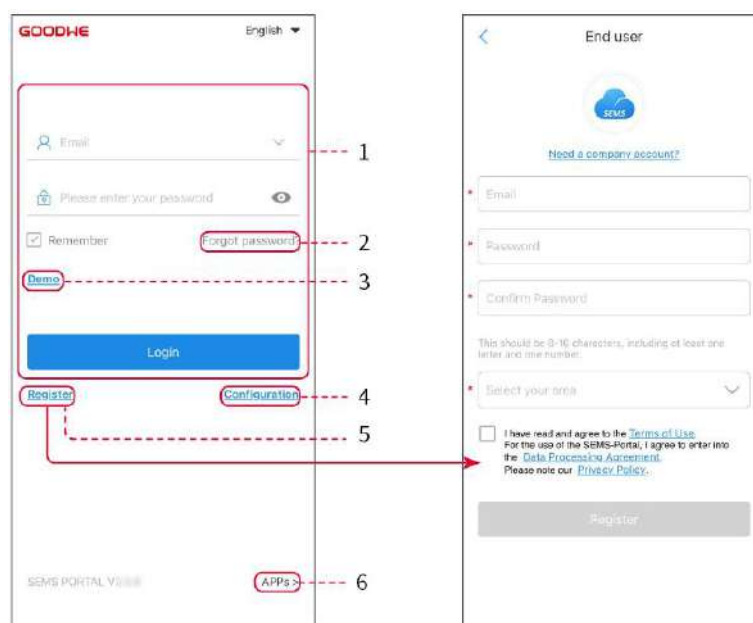 GOODWE
English
Email
1
Please enter your password
Remember
Forgot password?
2
Demo
3
Login
Register
Configuration
4
5
SEMS PORTAL
APPs >
6
End user
SEMS
Need a company account?
* Email
* Password
* Confirm Password
This should be 8-16 characters, including at least one
letter and one number.
* Select your area
I have read and agree to the Terms of Use
For the use of the SEMS-Portal, I agree to enter into
the Data Processing Agreement.
Please note our Privacy Policy.
Register